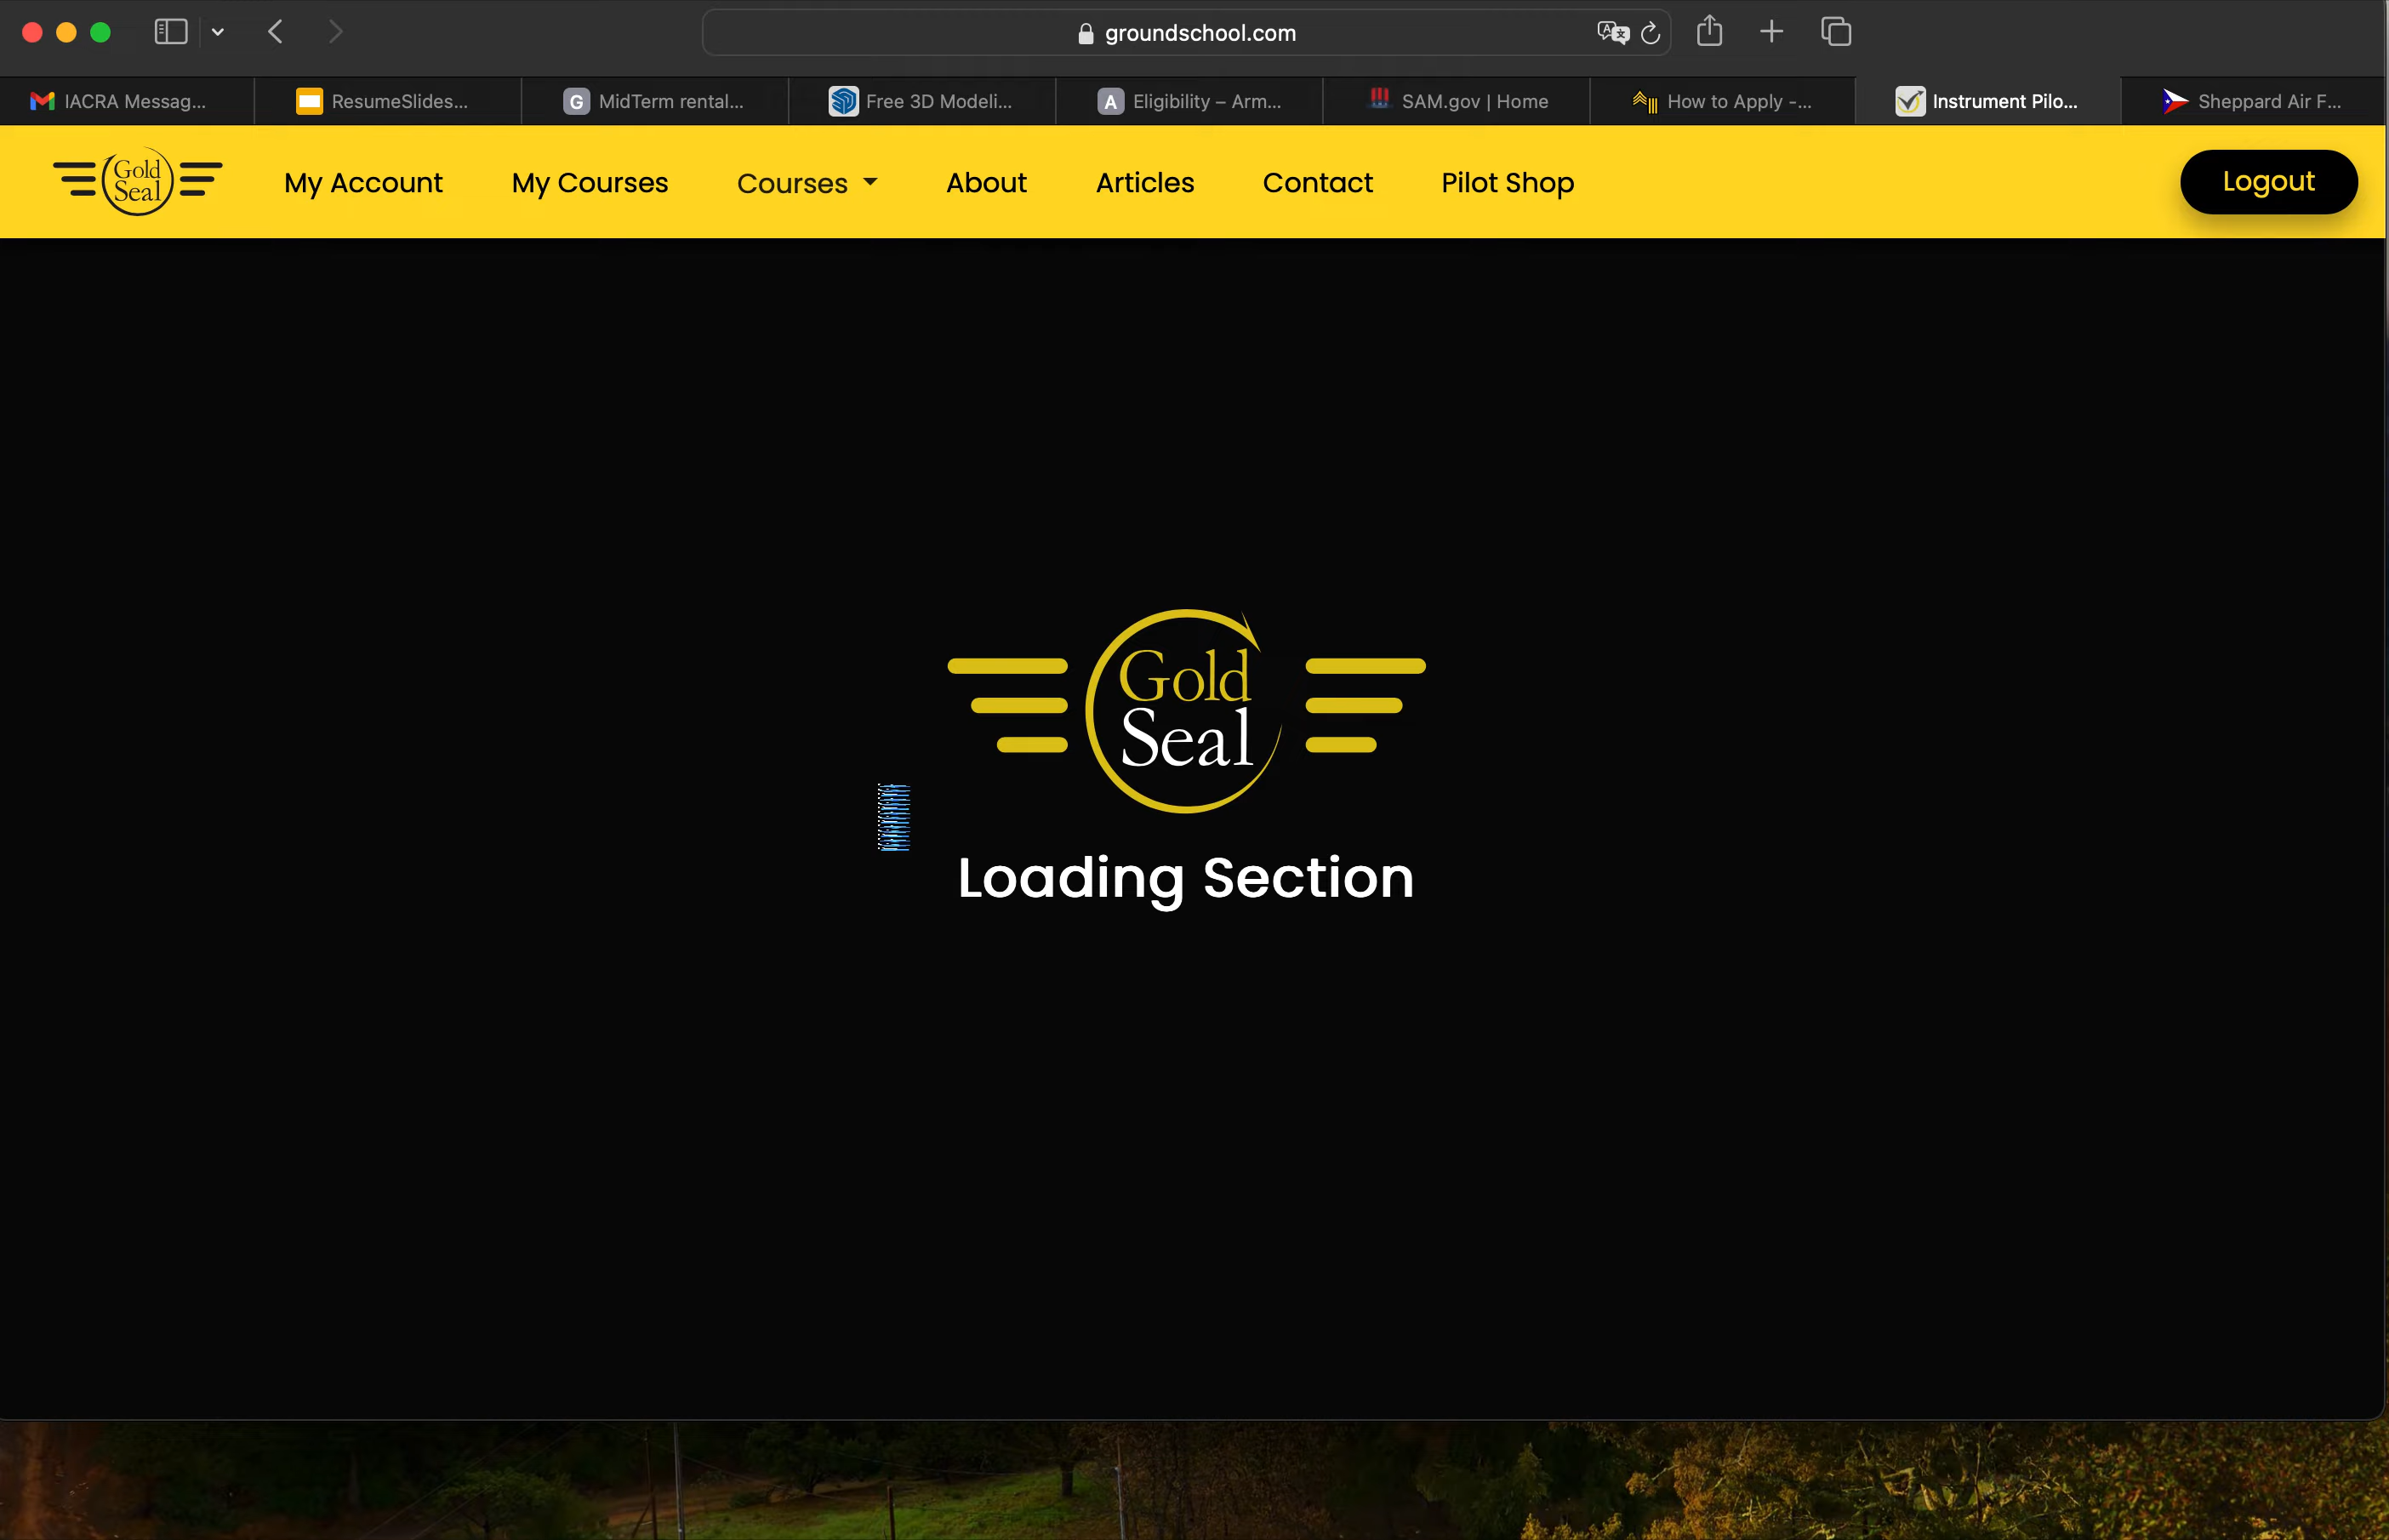 groundschool.com
IACRA Messag...
ResumeSlides...
G MidTerm rental...
Free 3D Modeli...
A Eligibility – Arm...
SAM.gov | Home
How to Apply -...
Instrument Pilo...
Sheppard Air F...
Gold
Seal
My Account
My Courses
Courses
About
Articles
Contact
Pilot Shop
Logout
Gold
Seal
Loading Section